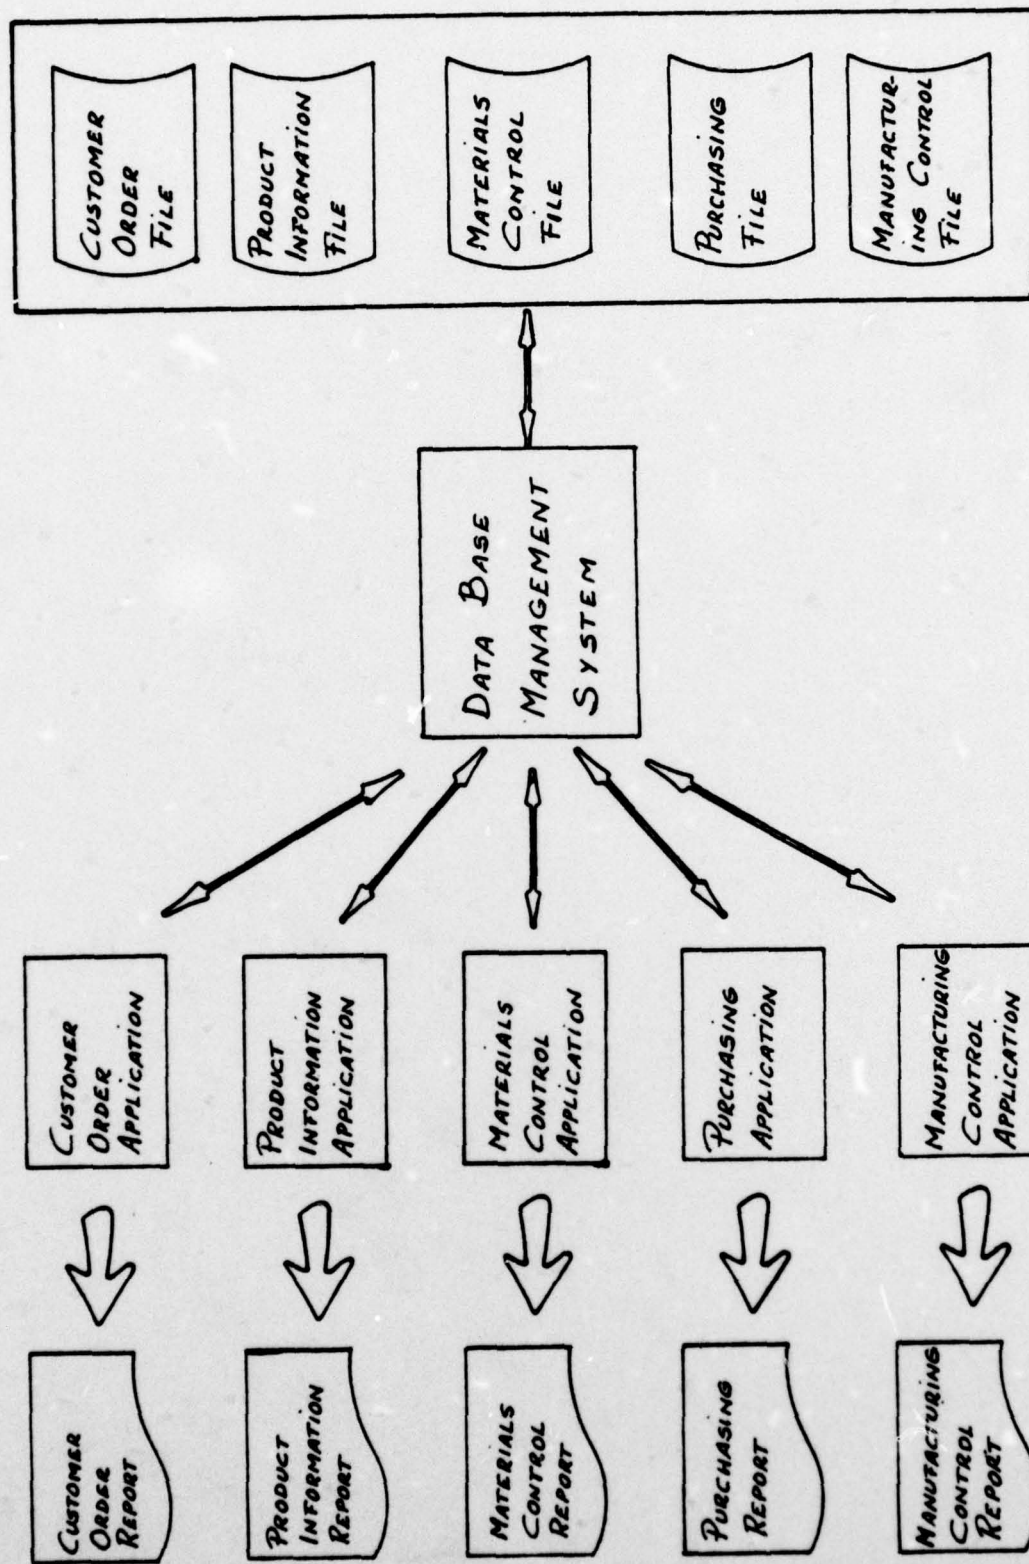 CUSTOMER
ORDER
REPORT
PRODUCT
INFORMATION
REPORT
MATERIALS
CONTROL
REPORT
PURCHASING
REPORT
MANUFACTURING
CONTROL
REPORT
CUSTOMER
ORDER
APPLICATION
PRODUCT
INFORMATION
APPLICATION
MATERIALS
CONTROL
APPLICATION
PURCHASING
APPLICATION
MANUFACTURING
CONTROL
APPLICATION
DATA BASE
MANAGEMENT
SYSTEM
CUSTOMER
ORDER
FILE
PRODUCT
INFORMATION
FILE
MATERIALS
CONTROL
FILE
PURCHASING
FILE
MANUFACTUR-
ING CONTROL
FILE